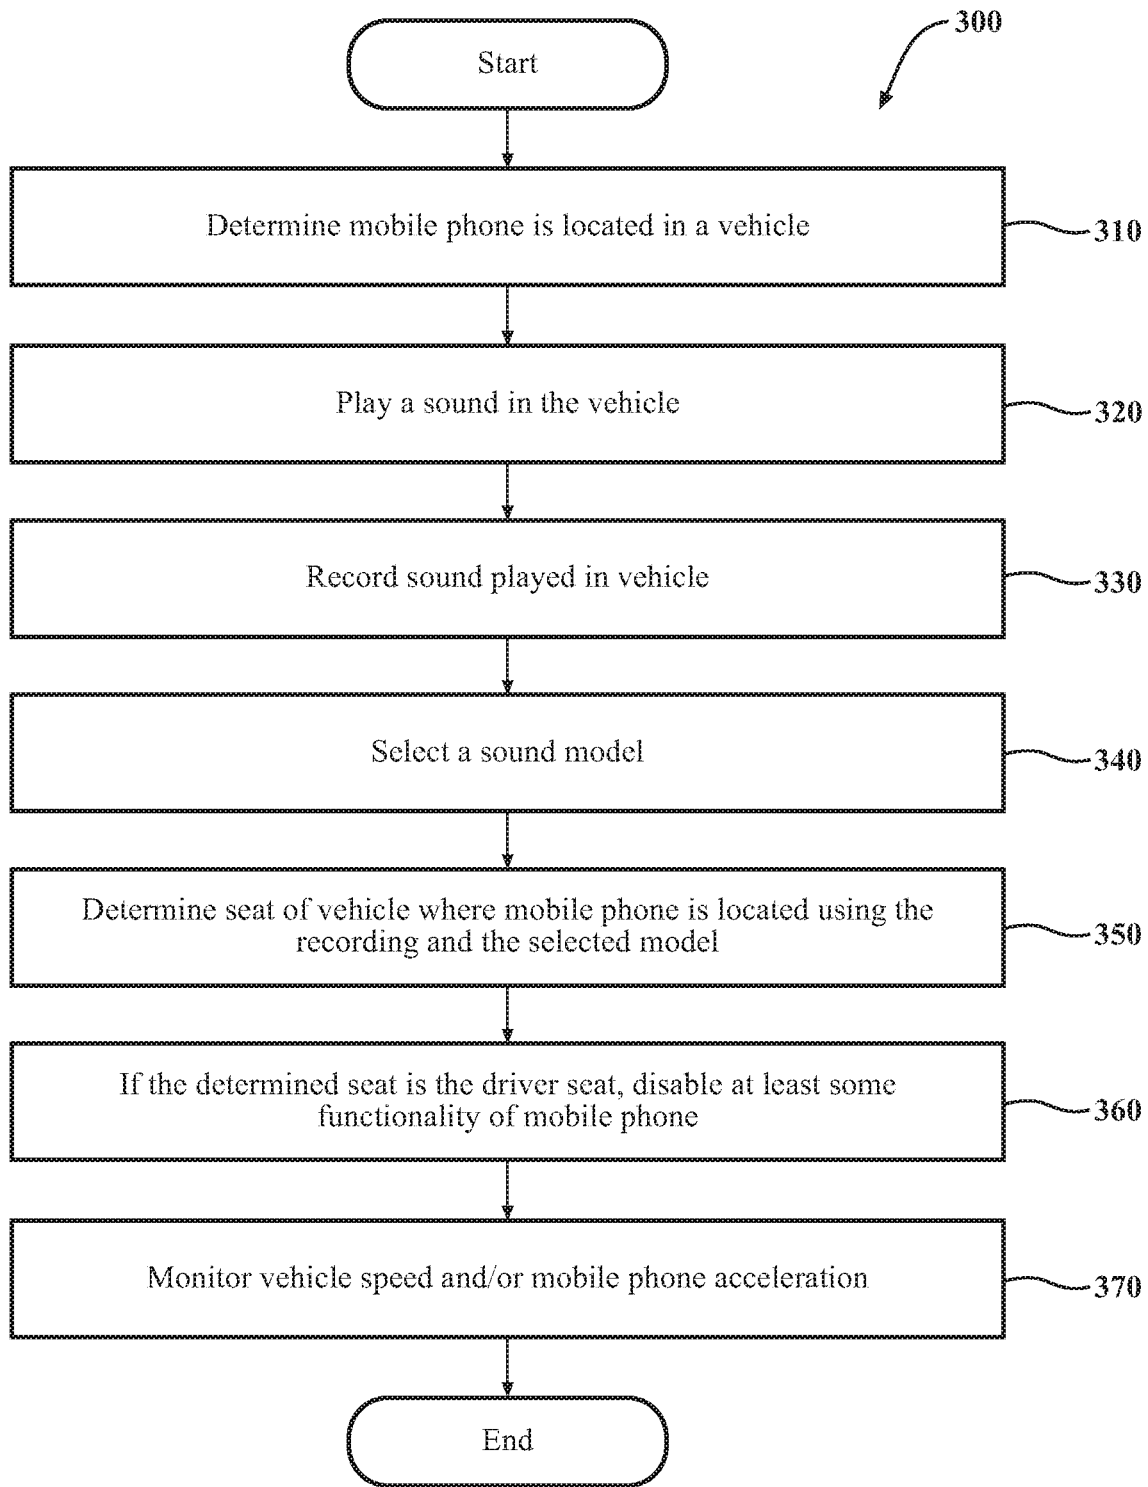 300
Start
Determine mobile phone is located in a vehicle
310
Play a sound in the vehicle
320
Record sound played in vehicle
330
Select a sound model
340
Determine seat of vehicle where mobile phone is located using the
recording and the selected model
350
If the determined seat is the driver seat, disable at least some
functionality of mobile phone
360
Monitor vehicle speed and/or mobile phone acceleration
370
End